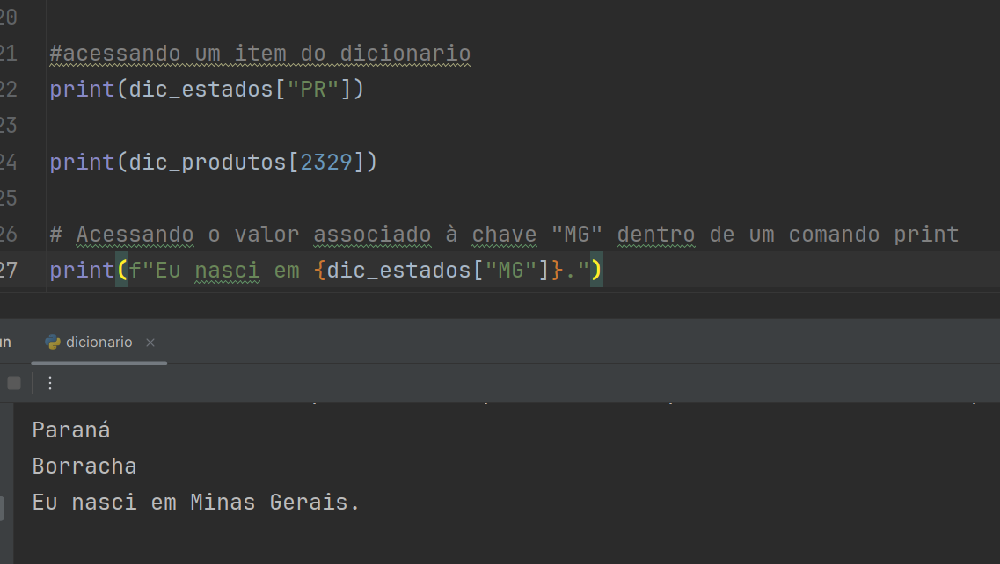 20
21 #acessando um item do dicionario
22 print(dic_estados["PR"])
23
24 print(dic_produtos[2329])
25
26 # Acessando o valor associado à chave "MG" dentro de um comando print
27 print(f"Eu nasci em {dic_estados["MG"]}.")
dicionario
Paraná
Borracha
Eu nasci em Minas Gerais.